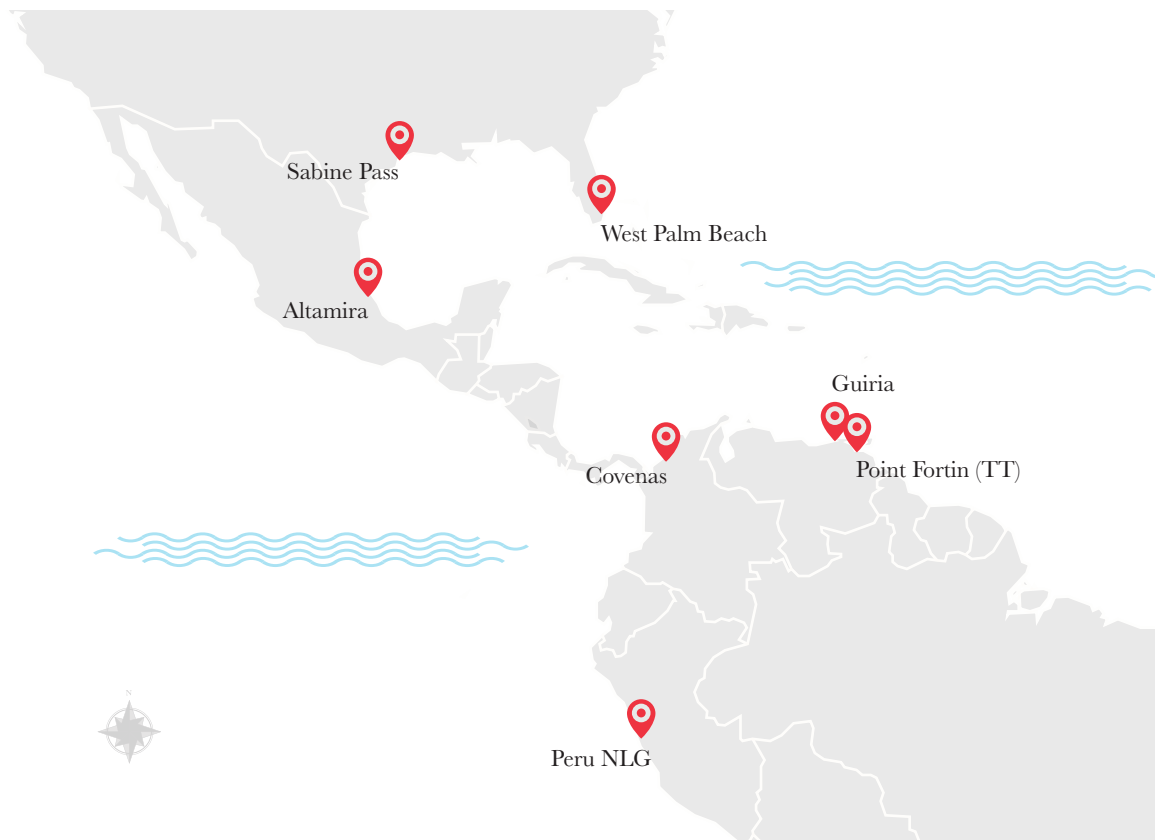 N
Sabine Pass
West Palm Beach
Altamira
Guiria
Point Fortin (TT)
Covenas
Peru NLG